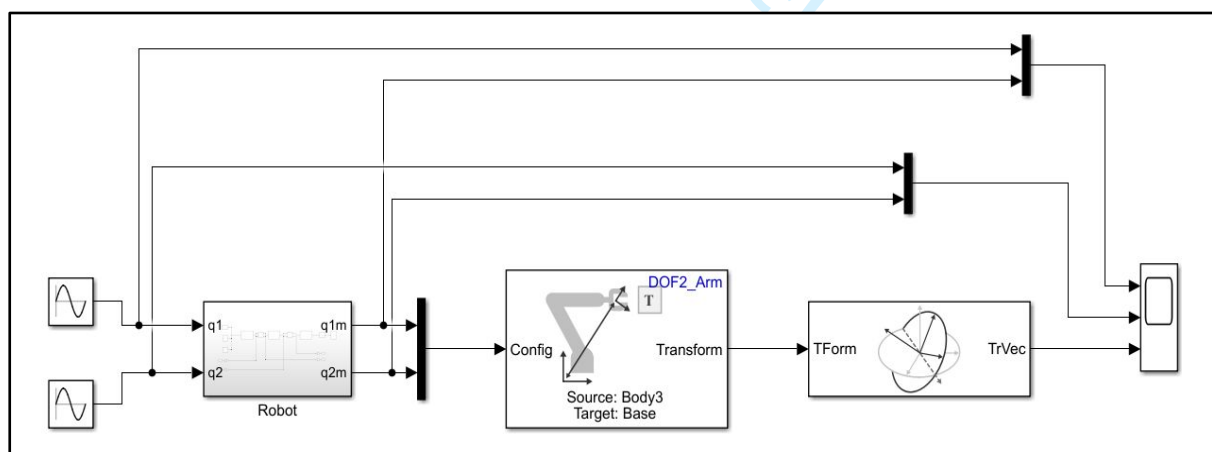 DOF2_Arm
T
q1
q1m
q2
q2m
Robot
Config
Transform
Source: Body3
Target: Base
TForm
TrVec